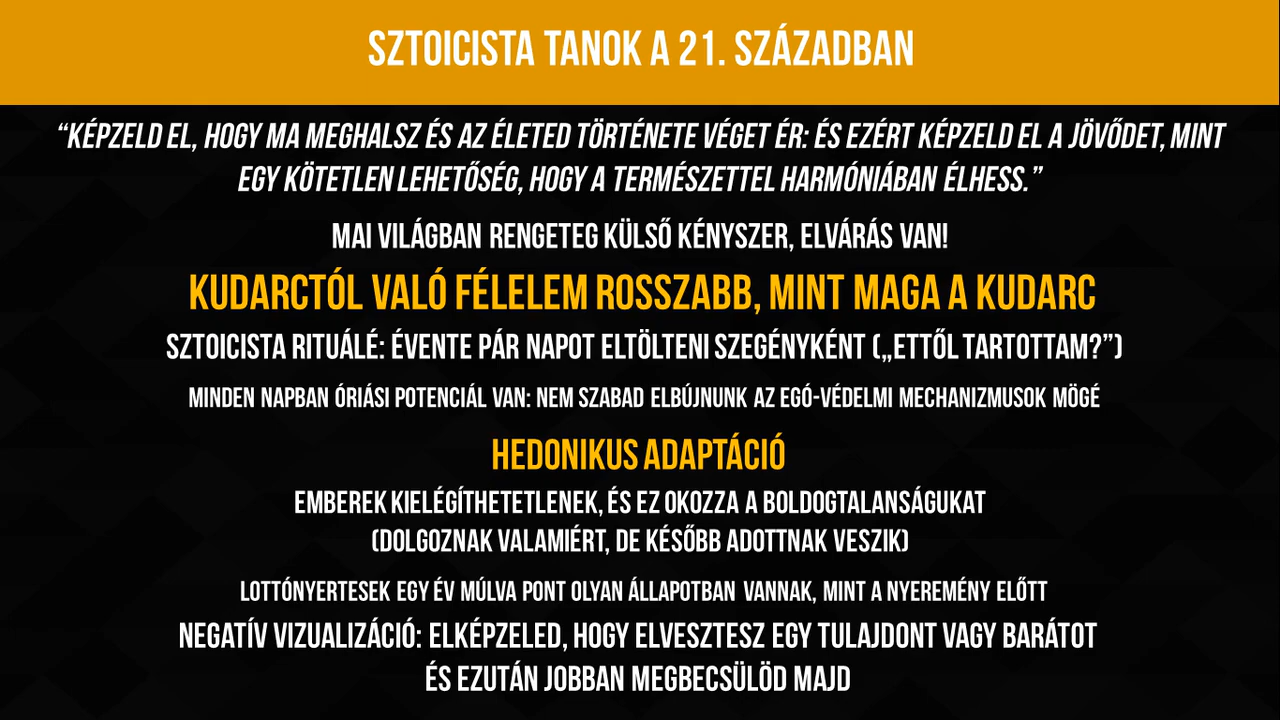 SZTOICISTA TANOK A 21. SZÁZADBAN
“KÉPZELD EL, HOGY MA MEGHALSZ ÉS AZ ÉLETED TÖRTÉNETE VÉGET ÉR: ÉS EZÉRT KÉPZELD EL A JÖVŐDET, MINT
EGY KÖTETLEN LEHETŐSÉG, HOGY A TERMÉSZETTEL HARMÓNIÁBAN ÉLHESS.”
MAI VILÁGBAN RENGETEG KÜLSŐ KÉNYSZER, ELVÁRÁS VAN!
KUDARCTÓL VALÓ FÉLELEM ROSSZABB, MINT MAGA A KUDARC
SZTOICISTA RITUÁLÉ: ÉVENTE PÁR NAPOT ELTÖLTENI SZEGÉNYKÉNT („ETTŐL TARTOTTAM?”)
MINDEN NAPBAN ÓRIÁSI POTENCIÁL VAN: NEM SZABAD ELBÚJNUNK AZ EGÓ-VÉDELMI MECHANIZMUSOK MÖGÉ
HEDONIKUS ADAPTÁCIÓ
EMBEREK KIELÉGÍTHETETLENEK, ÉS EZ OKOZZA A BOLDOGTALANSÁGUKAT
(DOLGOZNAK VALAMIÉRT, DE KÉSŐBB ADOTTNAK VESZIK)
LOTTÓNYERTESEK EGY ÉV MÚLVA PONT OLYAN ÁLLAPOTBAN VANNAK, MINT A NYEREMÉNY ELŐTT
NEGATÍV VIZUALIZÁCIÓ: ELKÉPZELED, HOGY ELVESZTESZ EGY TULAJDONT VAGY BARÁTOT
ÉS EZUTÁN JOBBAN MEGBECSÜLÖD MAJD